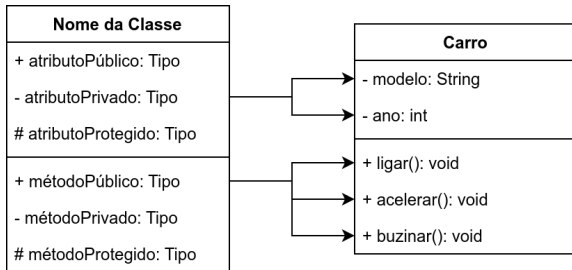 Nome da Classe
+ atributoPúblico: Tipo
- atributoPrivado: Tipo
# atributoProtegido: Tipo
+ métodoPúblico: Tipo
- métodoPrivado: Tipo
# métodoProtegido: Tipo
Carro
- modelo: String
- ano: int
+ ligar(): void
+ acelerar(): void
+ buzinar(): void